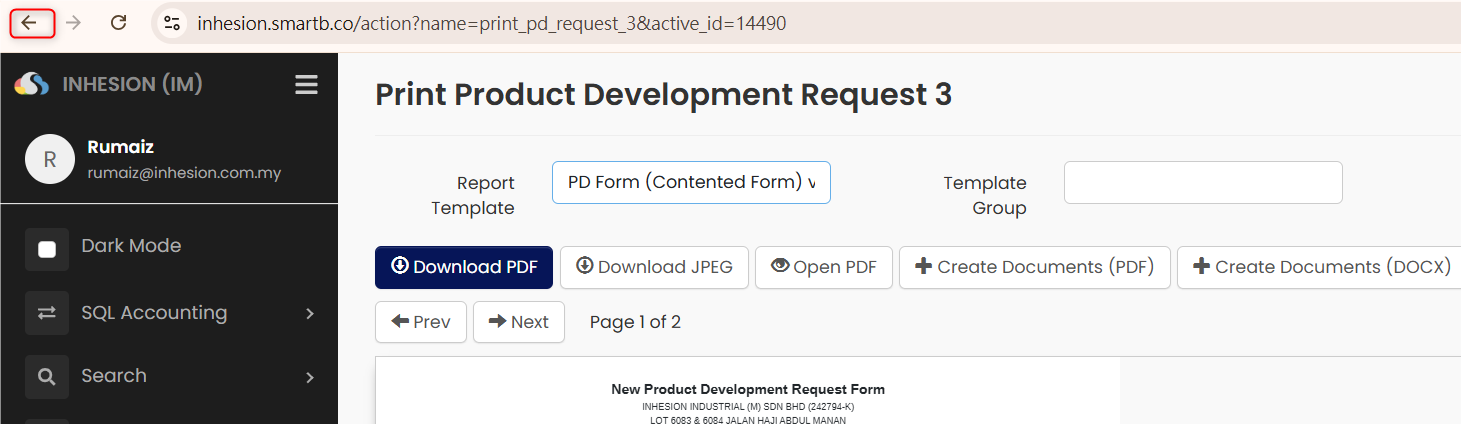 inhesion.smartb.co/action?name=print_pd_request_3&active_id=14490
INHESION (IM)
R
Rumaiz
rumaiz@inhesion.com.my
Dark Mode
SQL Accounting
Search
Print Product Development Request 3
Report Template
PD Form (Contented Form) v
Template Group
Download PDF
Download JPEG
Open PDF
Create Documents (PDF)
Create Documents (DOCX)
Prev
Next
Page 1 of 2
New Product Development Request Form
INHESION INDUSTRIAL (M) SDN BHD (242794-K)
LOT 6083 & 6084 JALAN HAJI ABDUL MANAN